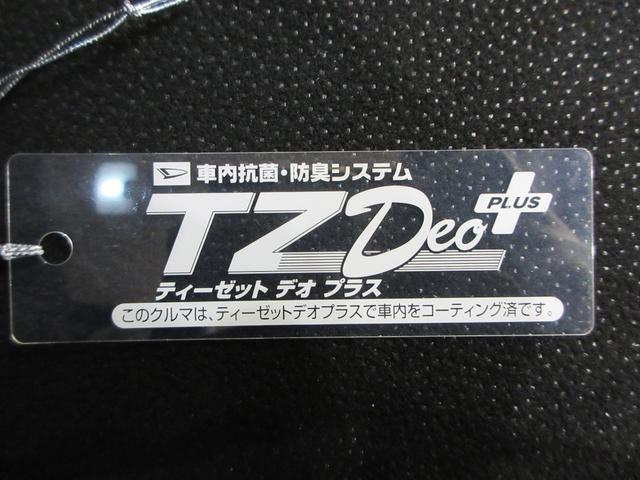 車内抗菌・防臭システム
TZ Deo PLUS
ティーゼット デオ プラス
このクルマは、ティーゼットデオプラスで車内をコーティング済です。